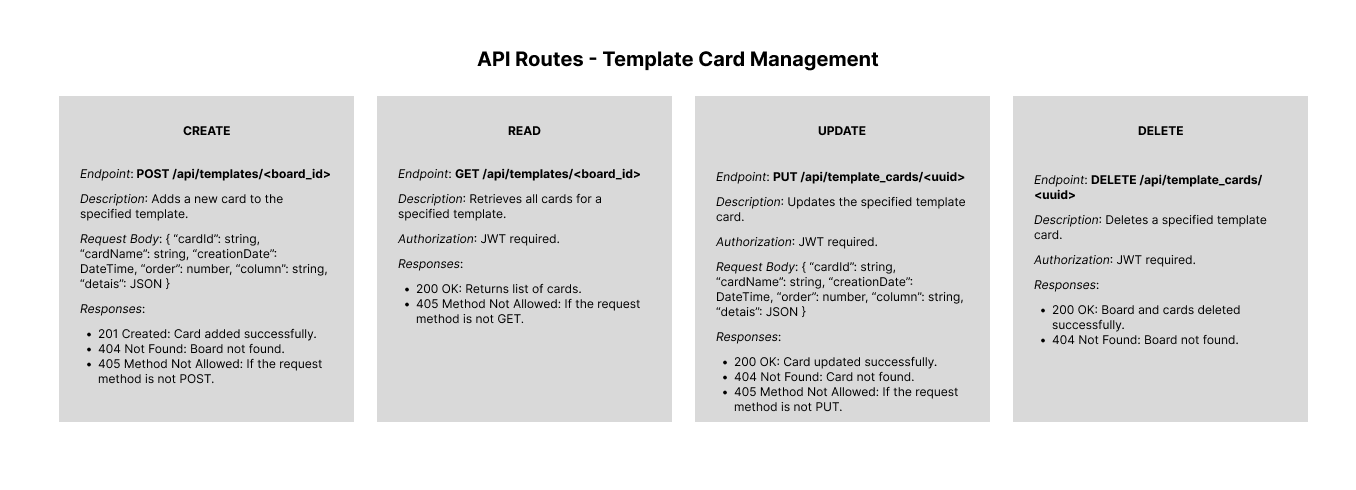 API Routes - Template Card Management
CREATE
Endpoint: POST /api/templates/<board_id>
Description: Adds a new card to the
specified template.
Request Body: { “cardId”: string,
“cardName”: string, “creationDate”:
DateTime, “order”: number, “column”: string,
“detais”: JSON }
Responses:
• 201 Created: Card added successfully.
• 404 Not Found: Board not found.
• 405 Method Not Allowed: If the request
method is not POST.
READ
Endpoint: GET /api/templates/<board_id>
Description: Retrieves all cards for a
specified template.
Authorization: JWT required.
Responses:
• 200 OK: Returns list of cards.
• 405 Method Not Allowed: If the request
method is not GET.
UPDATE
Endpoint: PUT /api/template_cards/<uuid>
Description: Updates the specified template
card.
Authorization: JWT required.
Request Body: { “cardId”: string,
“cardName”: string, “creationDate”:
DateTime, “order”: number, “column”: string,
“detais”: JSON }
Responses:
• 200 OK: Card updated successfully.
• 404 Not Found: Card not found.
• 405 Method Not Allowed: If the request
method is not PUT.
DELETE
Endpoint: DELETE /api/template_cards/
<uuid>
Description: Deletes a specified template
card.
Authorization: JWT required.
Responses:
• 200 OK: Board and cards deleted
successfully.
• 404 Not Found: Board not found.